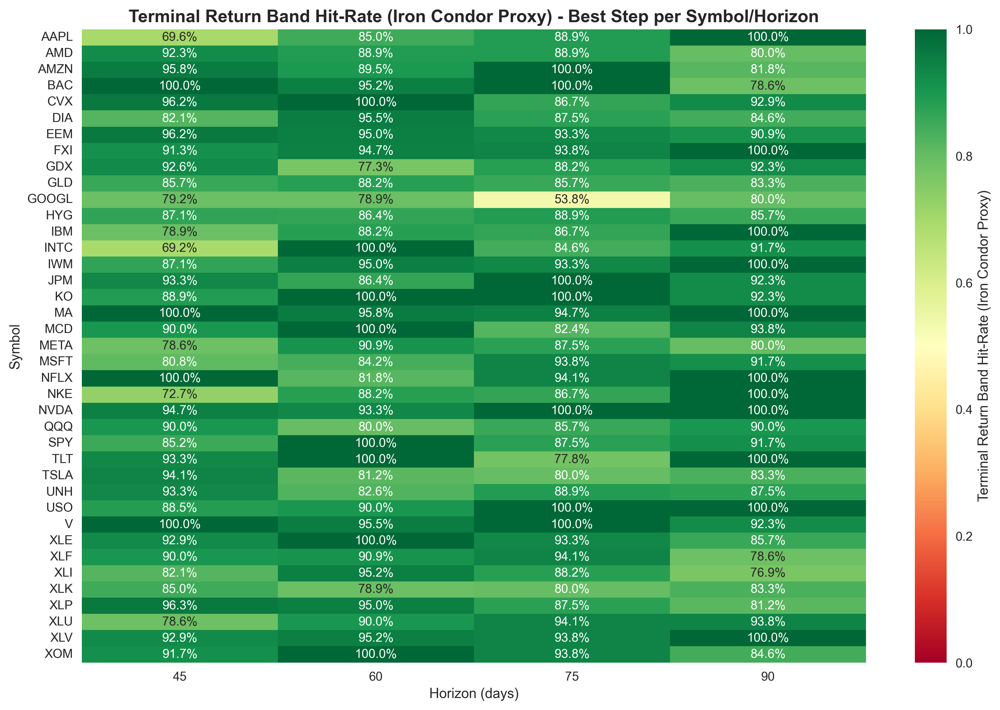 Terminal Return Band Hit-Rate (Iron Condor Proxy) - Best Step per Symbol/Horizon
AAPL 69.6% 85.0% 88.9% 100.0%
AMD 92.3% 88.9% 88.9% 80.0%
AMZN 95.8% 89.5% 100.0% 81.8%
BAC 100.0% 95.2% 100.0% 78.6%
CVX 96.2% 100.0% 86.7% 92.9%
DIA 82.1% 95.5% 87.5% 84.6%
EEM 96.2% 95.0% 93.3% 90.9%
FXI 91.3% 94.7% 93.8% 100.0%
GDX 92.6% 77.3% 88.2% 92.3%
GLD 85.7% 88.2% 85.7% 83.3%
GOOGL 79.2% 78.9% 53.8% 80.0%
HYG 87.1% 86.4% 88.9% 85.7%
IBM 78.9% 88.2% 86.7% 100.0%
INTC 69.2% 100.0% 84.6% 91.7%
IWM 87.1% 95.0% 93.3% 100.0%
JPM 93.3% 86.4% 100.0% 92.3%
KO 88.9% 100.0% 100.0% 92.3%
MA 100.0% 95.8% 94.7% 100.0%
MCD 90.0% 100.0% 82.4% 93.8%
META 78.6% 90.9% 87.5% 80.0%
MSFT 80.8% 84.2% 93.8% 91.7%
NFLX 100.0% 81.8% 94.1% 100.0%
NKE 72.7% 88.2% 86.7% 100.0%
NVDA 94.7% 93.3% 100.0% 100.0%
QQQ 90.0% 80.0% 85.7% 90.0%
SPY 85.2% 100.0% 87.5% 91.7%
TLT 93.3% 100.0% 77.8% 100.0%
TSLA 94.1% 81.2% 80.0% 83.3%
UNH 93.3% 82.6% 88.9% 87.5%
USO 88.5% 90.0% 100.0% 100.0%
V 100.0% 95.5% 100.0% 92.3%
XLE 92.9% 100.0% 93.3% 85.7%
XLF 90.0% 90.9% 94.1% 78.6%
XLI 82.1% 95.2% 88.2% 76.9%
XLK 85.0% 78.9% 80.0% 83.3%
XLP 96.3% 95.0% 87.5% 81.2%
XLU 78.6% 90.0% 94.1% 93.8%
XLV 92.9% 95.2% 93.8% 100.0%
XOM 91.7% 100.0% 93.8% 84.6%
45 60 75 90
Horizon (days)
Symbol
1.0
0.8
0.6
0.4
0.2
0.0
Terminal Return Band Hit-Rate (Iron Condor Proxy)